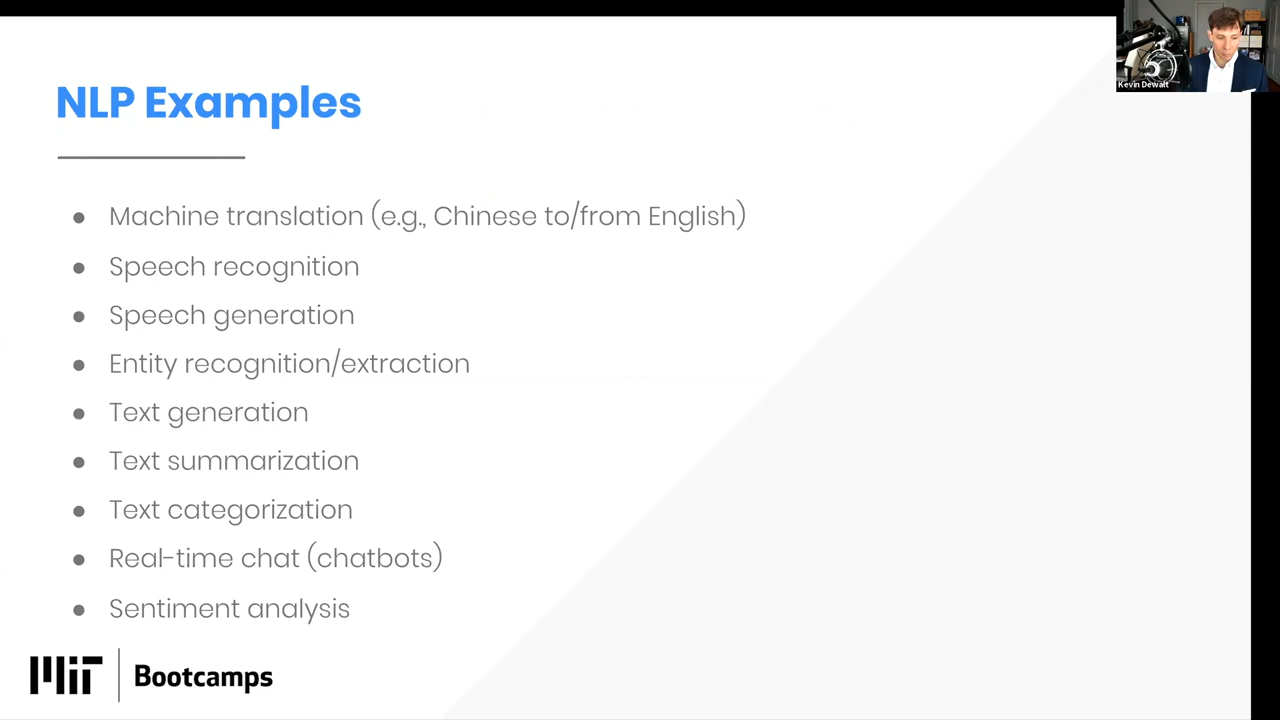 Kevin Dewalt
NLP Examples
● Machine translation (e.g., Chinese to/from English)
● Speech recognition
● Speech generation
● Entity recognition/extraction
● Text generation
● Text summarization
● Text categorization
● Real-time chat (chatbots)
● Sentiment analysis
MIT | Bootcamps